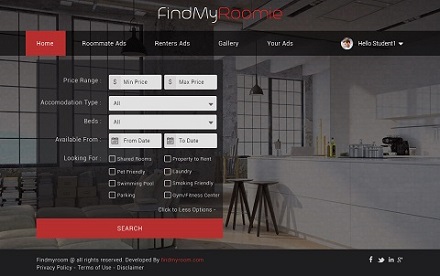 FindMyRoomie
Home Roommate Ads Renters Ads Gallery Your Ads Hello Student1
Price Range : $ Min Price $ Max Price
Accomodation Type : All
Beds : All
Available From : From Date To Date
Looking For : Shared Rooms Property to Rent
Pet Friendly Laundry
Swimming Pool Smoking Friendly
Parking Gym/Fitness Center
Click to Less Options -
SEARCH
Findmyroom @ all rights reserved. Developed By findmyroom.com
Privacy Policy - Terms of Use - Disclaimer